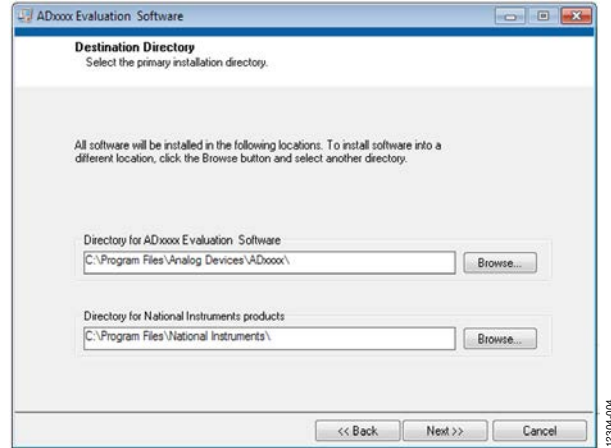 ADxxxx Evaluation Software
Destination Directory
Select the primary installation directory.
All software will be installed in the following locations. To install software into a
different location, click the Browse button and select another directory.
Directory for ADxxxx Evaluation Software
C:\Program Files\Analog Devices\ADxxxx\
Browse...
Directory for National Instruments products
C:\Program Files\National Instruments\
Browse...
<< Back
Next >>
Cancel